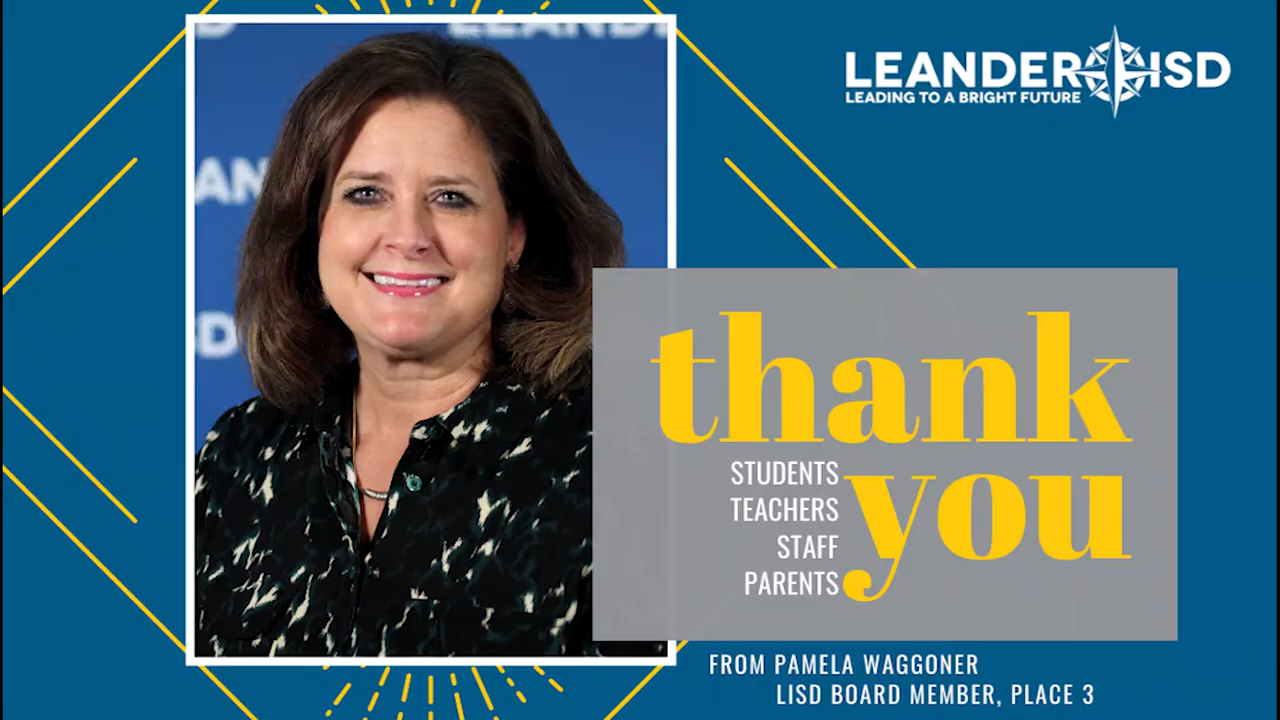 LEANDER ISD
LEADING TO A BRIGHT FUTURE
thank
STUDENTS
TEACHERS
STAFF
PARENTS
you
FROM PAMELA WAGGONER
LISD BOARD MEMBER, PLACE 3